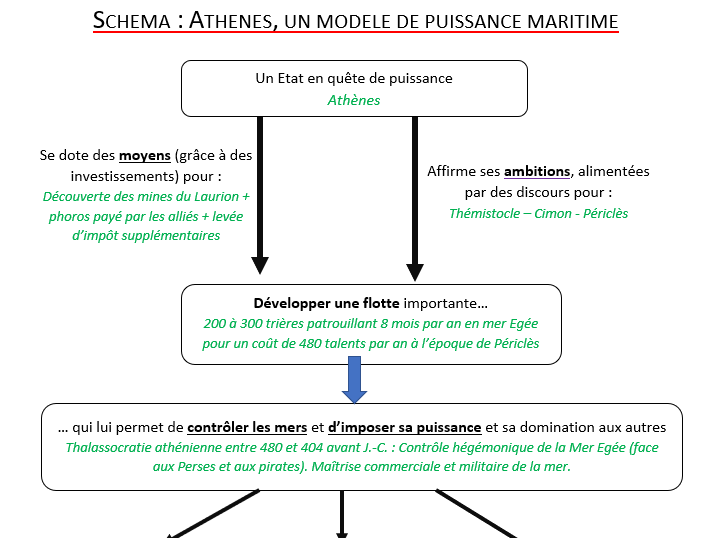 SCHEMA : ATHENES, UN MODELE DE PUISSANCE MARITIME
Un Etat en quête de puissance
Athènes
Se dote des moyens (grâce à des
investissements) pour :
Découverte des mines du Laurion +
phoros payé par les alliés + levée
d’impôt supplémentaires
Affirme ses ambitions, alimentées
par des discours pour :
Thémistocle – Cimon - Périclès
Développer une flotte importante…
200 à 300 trières patrouillant 8 mois par an en mer Egée
pour un coût de 480 talents par an à l’époque de Périclès
… qui lui permet de contrôler les mers et d’imposer sa puissance et sa domination aux autres
Thalassocratie athénienne entre 480 et 404 avant J.-C. : Contrôle hégémonique de la Mer Egée (face
aux Perses et aux pirates). Maîtrise commerciale et militaire de la mer.